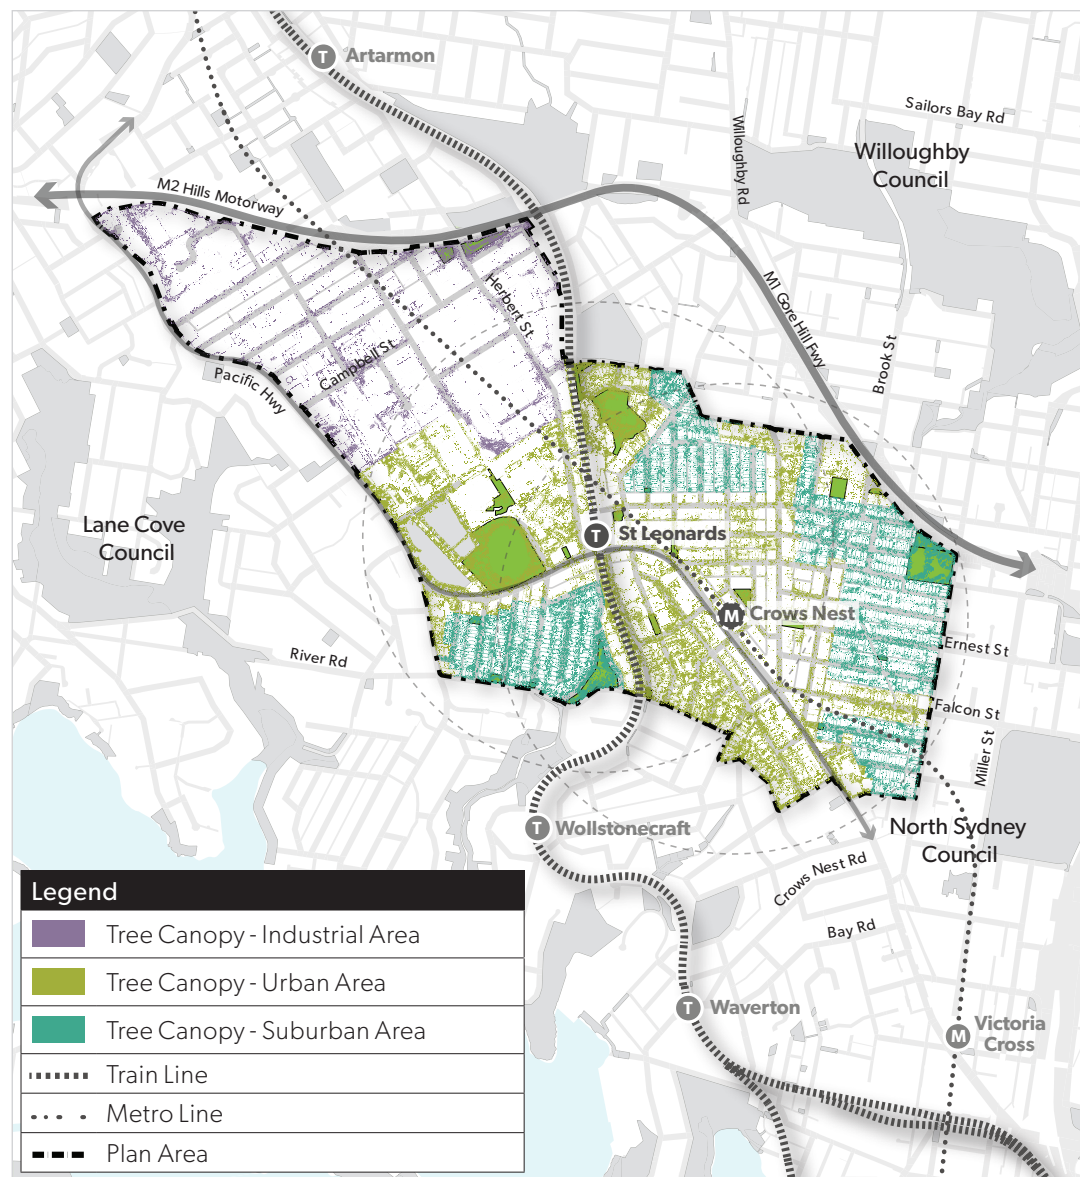 T Artarmon
Sailors Bay Rd
Willoughby Rd
Willoughby
Council
M2 Hills Motorway
Herbert St
M1 Gore Hill Fwy
Brook St
Campbell St
Pacific Hwy
Lane Cove
Council
T St Leonards
M Crows Nest
Ernest St
River Rd
Falcon St
Miller St
T Wollstonecraft
North Sydney
Council
Crows Nest Rd
Bay Rd
T Waverton
M Victoria
Cross
Legend
Tree Canopy - Industrial Area
Tree Canopy - Urban Area
Tree Canopy - Suburban Area
Train Line
Metro Line
Plan Area